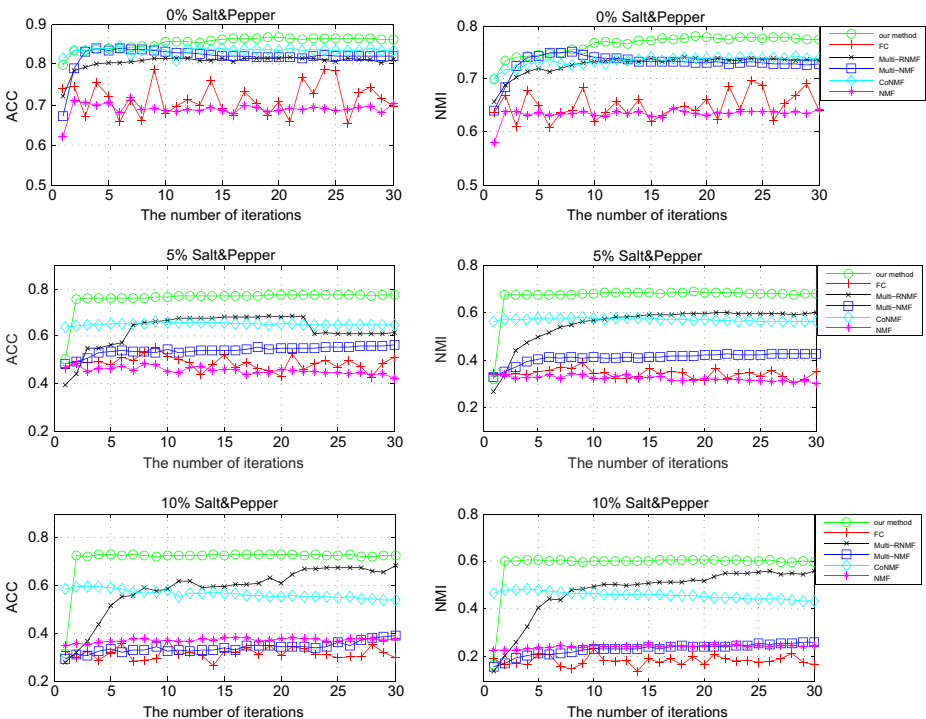 0% Salt&Pepper
0.9
0.8
0.7
0.6
0.5
ACC
0 5 10 15 20 25 30
The number of iterations
0% Salt&Pepper
0.8
0.7
0.6
0.5
NMI
0 5 10 15 20 25 30
The number of iterations
our method
FC
Multi-RNMF
Multi-NMF
CoNMF
NMF
5% Salt&Pepper
0.8
0.6
0.4
0.2
ACC
0 5 10 15 20 25 30
The number of iterations
5% Salt&Pepper
0.8
0.6
0.4
0.2
NMI
0 5 10 15 20 25 30
The number of iterations
our method
FC
Multi-RNMF
Multi-NMF
CoNMF
NMF
10% Salt&Pepper
0.8
0.6
0.4
0.2
ACC
0 5 10 15 20 25 30
The number of iterations
10% Salt&Pepper
0.8
0.6
0.4
0.2
NMI
0 5 10 15 20 25 30
The number of iterations
our method
FC
Multi-RNMF
Multi-NMF
CoNMF
NMF